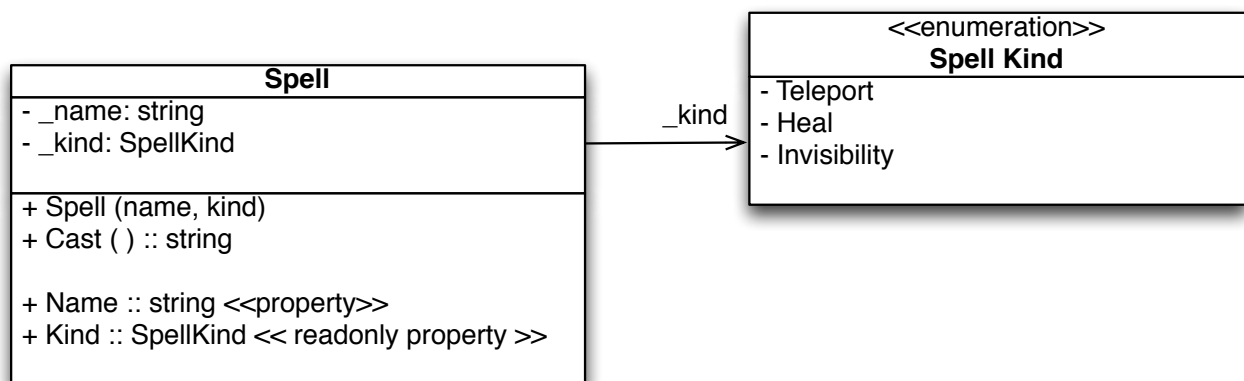 Spell
- _name: string
- _kind: SpellKind
+ Spell (name, kind)
+ Cast ( ) :: string
+ Name :: string <<property>>
+ Kind :: SpellKind << readonly property >>
_kind
<<enumeration>>
Spell Kind
- Teleport
- Heal
- Invisibility